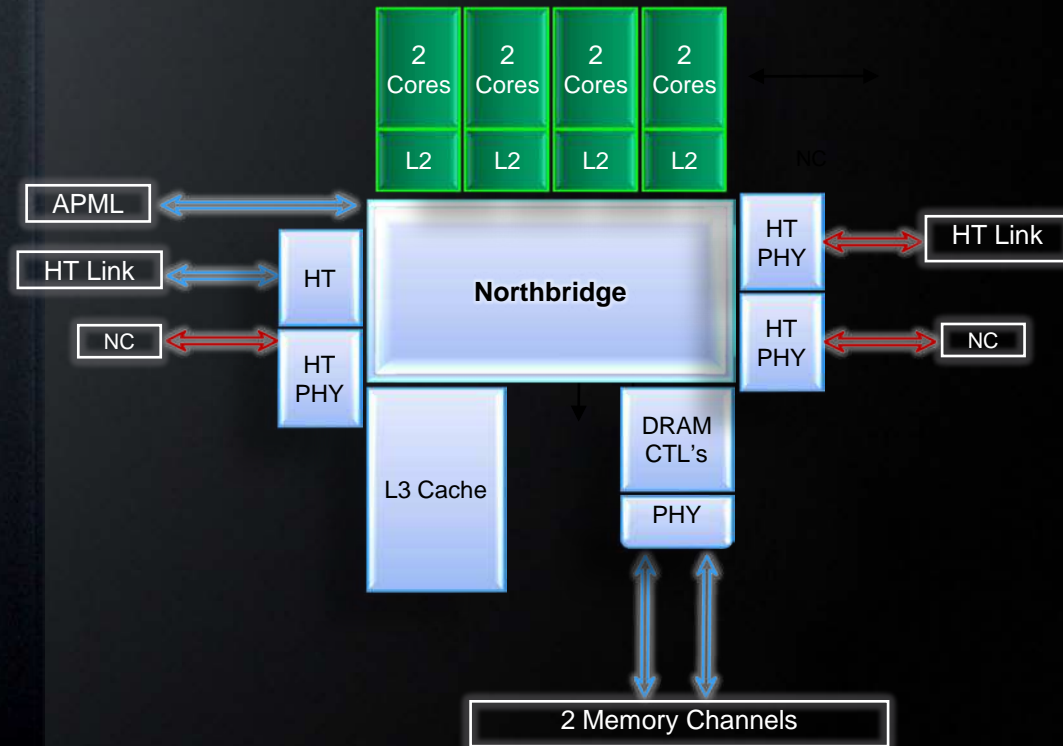 2
Cores
2
Cores
2
Cores
2
Cores
L2
L2
L2
L2
NC
APML
HT Link
NC
HT
HT
PHY
Northbridge
HT
PHY
HT
PHY
HT Link
NC
L3 Cache
DRAM
CTL's
PHY
2 Memory Channels